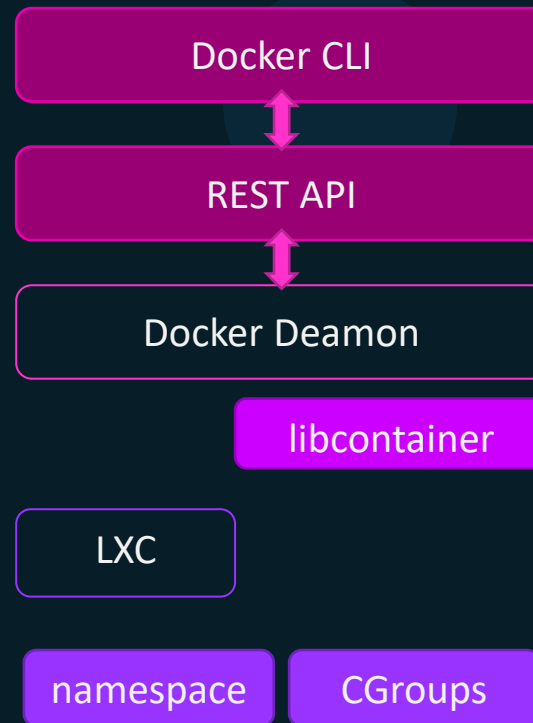 Docker CLI
REST API
Docker Deamon
libcontainer
LXC
namespace
CGroups